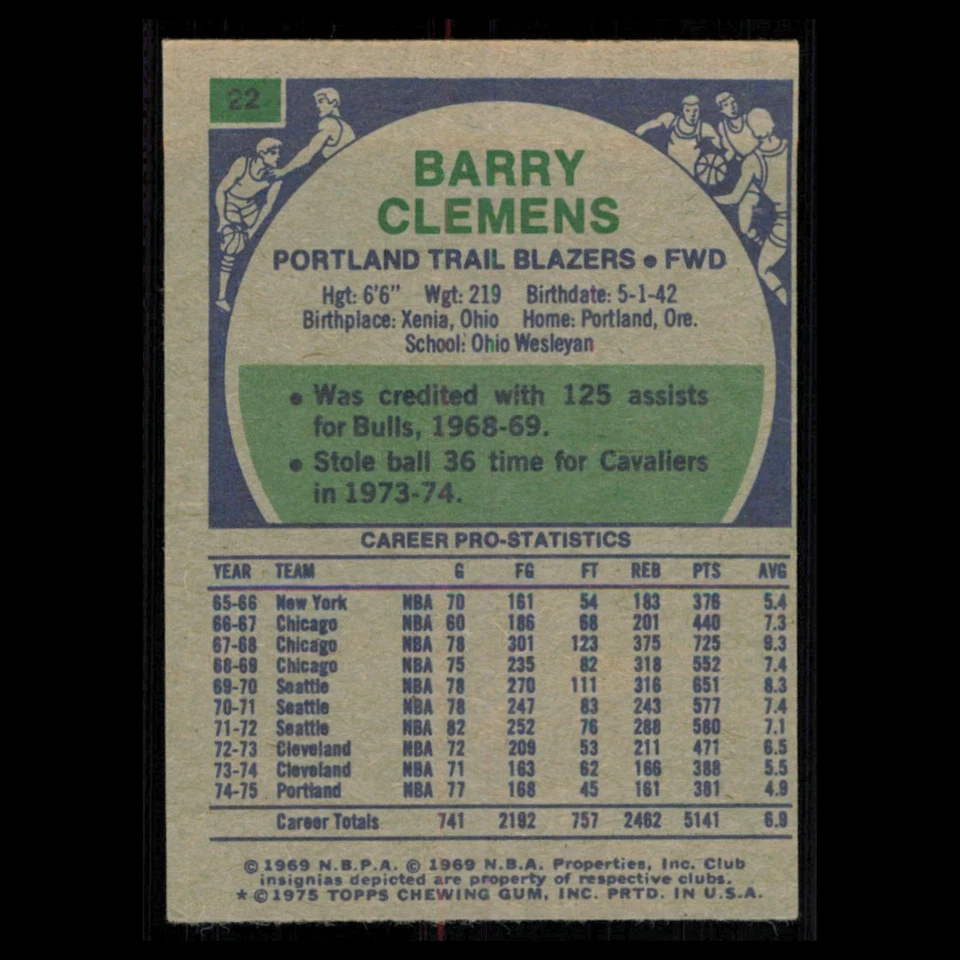 22
BARRY
CLEMENS
PORTLAND TRAIL BLAZERS • FWD
Hgt: 6'6" Wgt: 219 Birthdate: 5-1-42
Birthplace: Xenia, Ohio Home: Portland, Ore.
School: Ohio Wesleyan
• Was credited with 125 assists
for Bulls, 1968-69.
• Stole ball 36 time for Cavaliers
in 1973-74.
CAREER PRO-STATISTICS
YEAR TEAM G FG FT REB PTS AVG
65-66 New York NBA 70 161 54 183 376 5.4
66-67 Chicago NBA 60 186 68 201 440 7.3
67-68 Chicago NBA 78 301 123 375 725 9.3
68-69 Chicago NBA 75 235 82 318 552 7.4
69-70 Seattle NBA 78 270 111 316 651 8.3
70-71 Seattle NBA 78 247 83 243 577 7.4
71-72 Seattle NBA 82 252 76 288 580 7.1
72-73 Cleveland NBA 72 209 53 211 471 6.5
73-74 Cleveland NBA 71 163 62 166 388 5.5
74-75 Portland NBA 77 168 45 161 381 4.9
Career Totals 741 2192 757 2462 5141 6.9
© 1969 N.B.P.A. © 1969 N.B.A. Properties, Inc. Club
insignias depicted are property of respective clubs.
* © 1975 TOPPS CHEWING GUM, INC. PRTD. IN U.S.A.